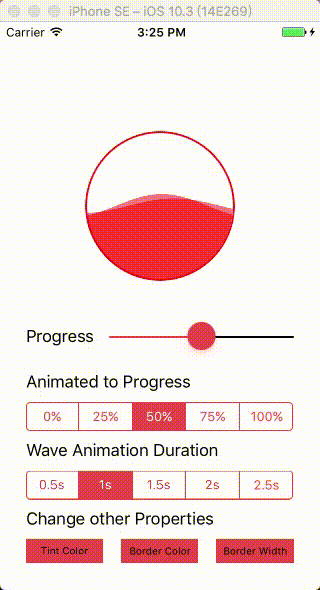 iPhone SE – iOS 10.3 (14E269)
Carrier 3:25 PM
Progress
Animated to Progress
0% 25% 50% 75% 100%
Wave Animation Duration
0.5s 1s 1.5s 2s 2.5s
Change other Properties
Tint Color Border Color Border Width